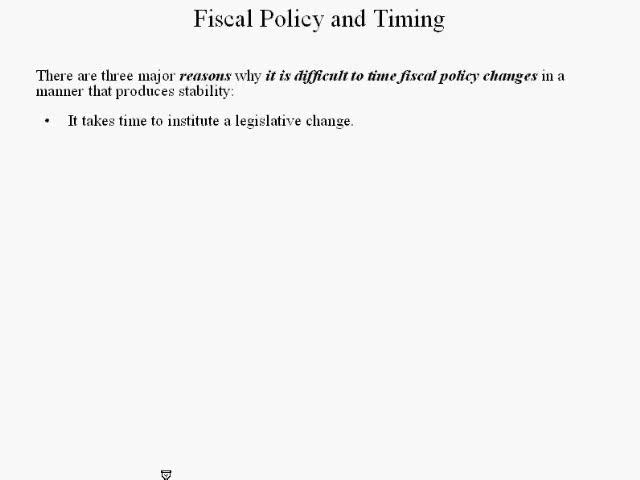 Fiscal Policy and Timing
There are three major reasons why it is difficult to time fiscal policy changes in a
manner that produces stability:
• It takes time to institute a legislative change.